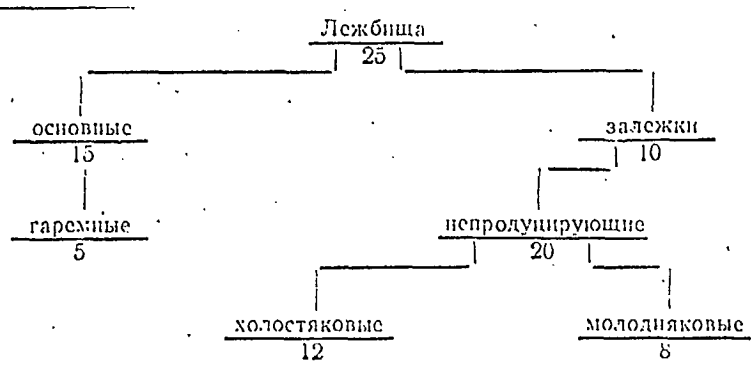 Лежбища
25
основные
залежки
15
10
гаремные
непродуцирующие
5
20
холостяковые
молодняковые
12
8